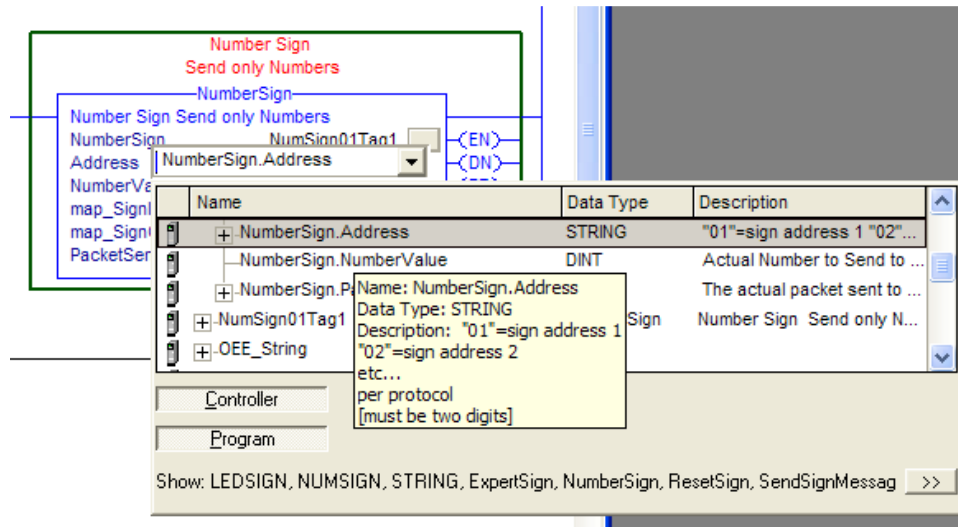 Number Sign
Send only Numbers
NumberSign
Number Sign Send only Numbers
NumberSign NumSign01Tag1 (EN)
Address NumberSign.Address (DN)
NumberVa
map_SignI
map_Sign
PacketSer
Name Data Type Description
NumberSign.Address STRING "01"=sign address 1 "02"...
NumberSign.NumberValue DINT Actual Number to Send to ...
NumberSign.P The actual packet sent to ...
NumSign01Tag1 Sign Number Sign Send only N...
OEE_String
Name: NumberSign.Address
Data Type: STRING
Description: "01"=sign address 1
"02"=sign address 2
etc...
per protocol
[must be two digits]
Controller
Program
Show: LEDSIGN, NUMSIGN, STRING, ExpertSign, NumberSign, ResetSign, SendSignMessag >>